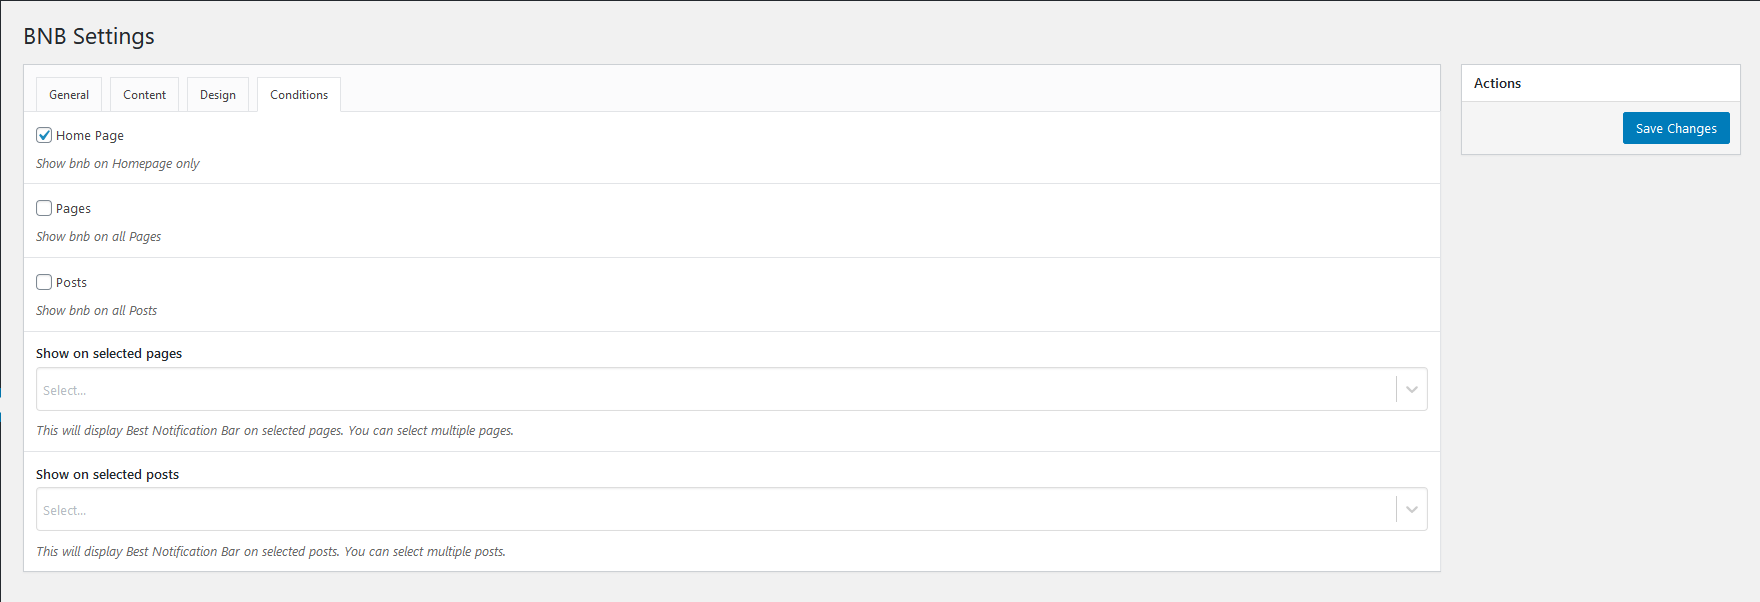 BNB Settings
General
Content
Design
Conditions
Home Page
Show bnb on Homepage only
Pages
Show bnb on all Pages
Posts
Show bnb on all Posts
Show on selected pages
Select...
This will display Best Notification Bar on selected pages. You can select multiple pages.
Show on selected posts
Select...
This will display Best Notification Bar on selected posts. You can select multiple posts.
Actions
Save Changes